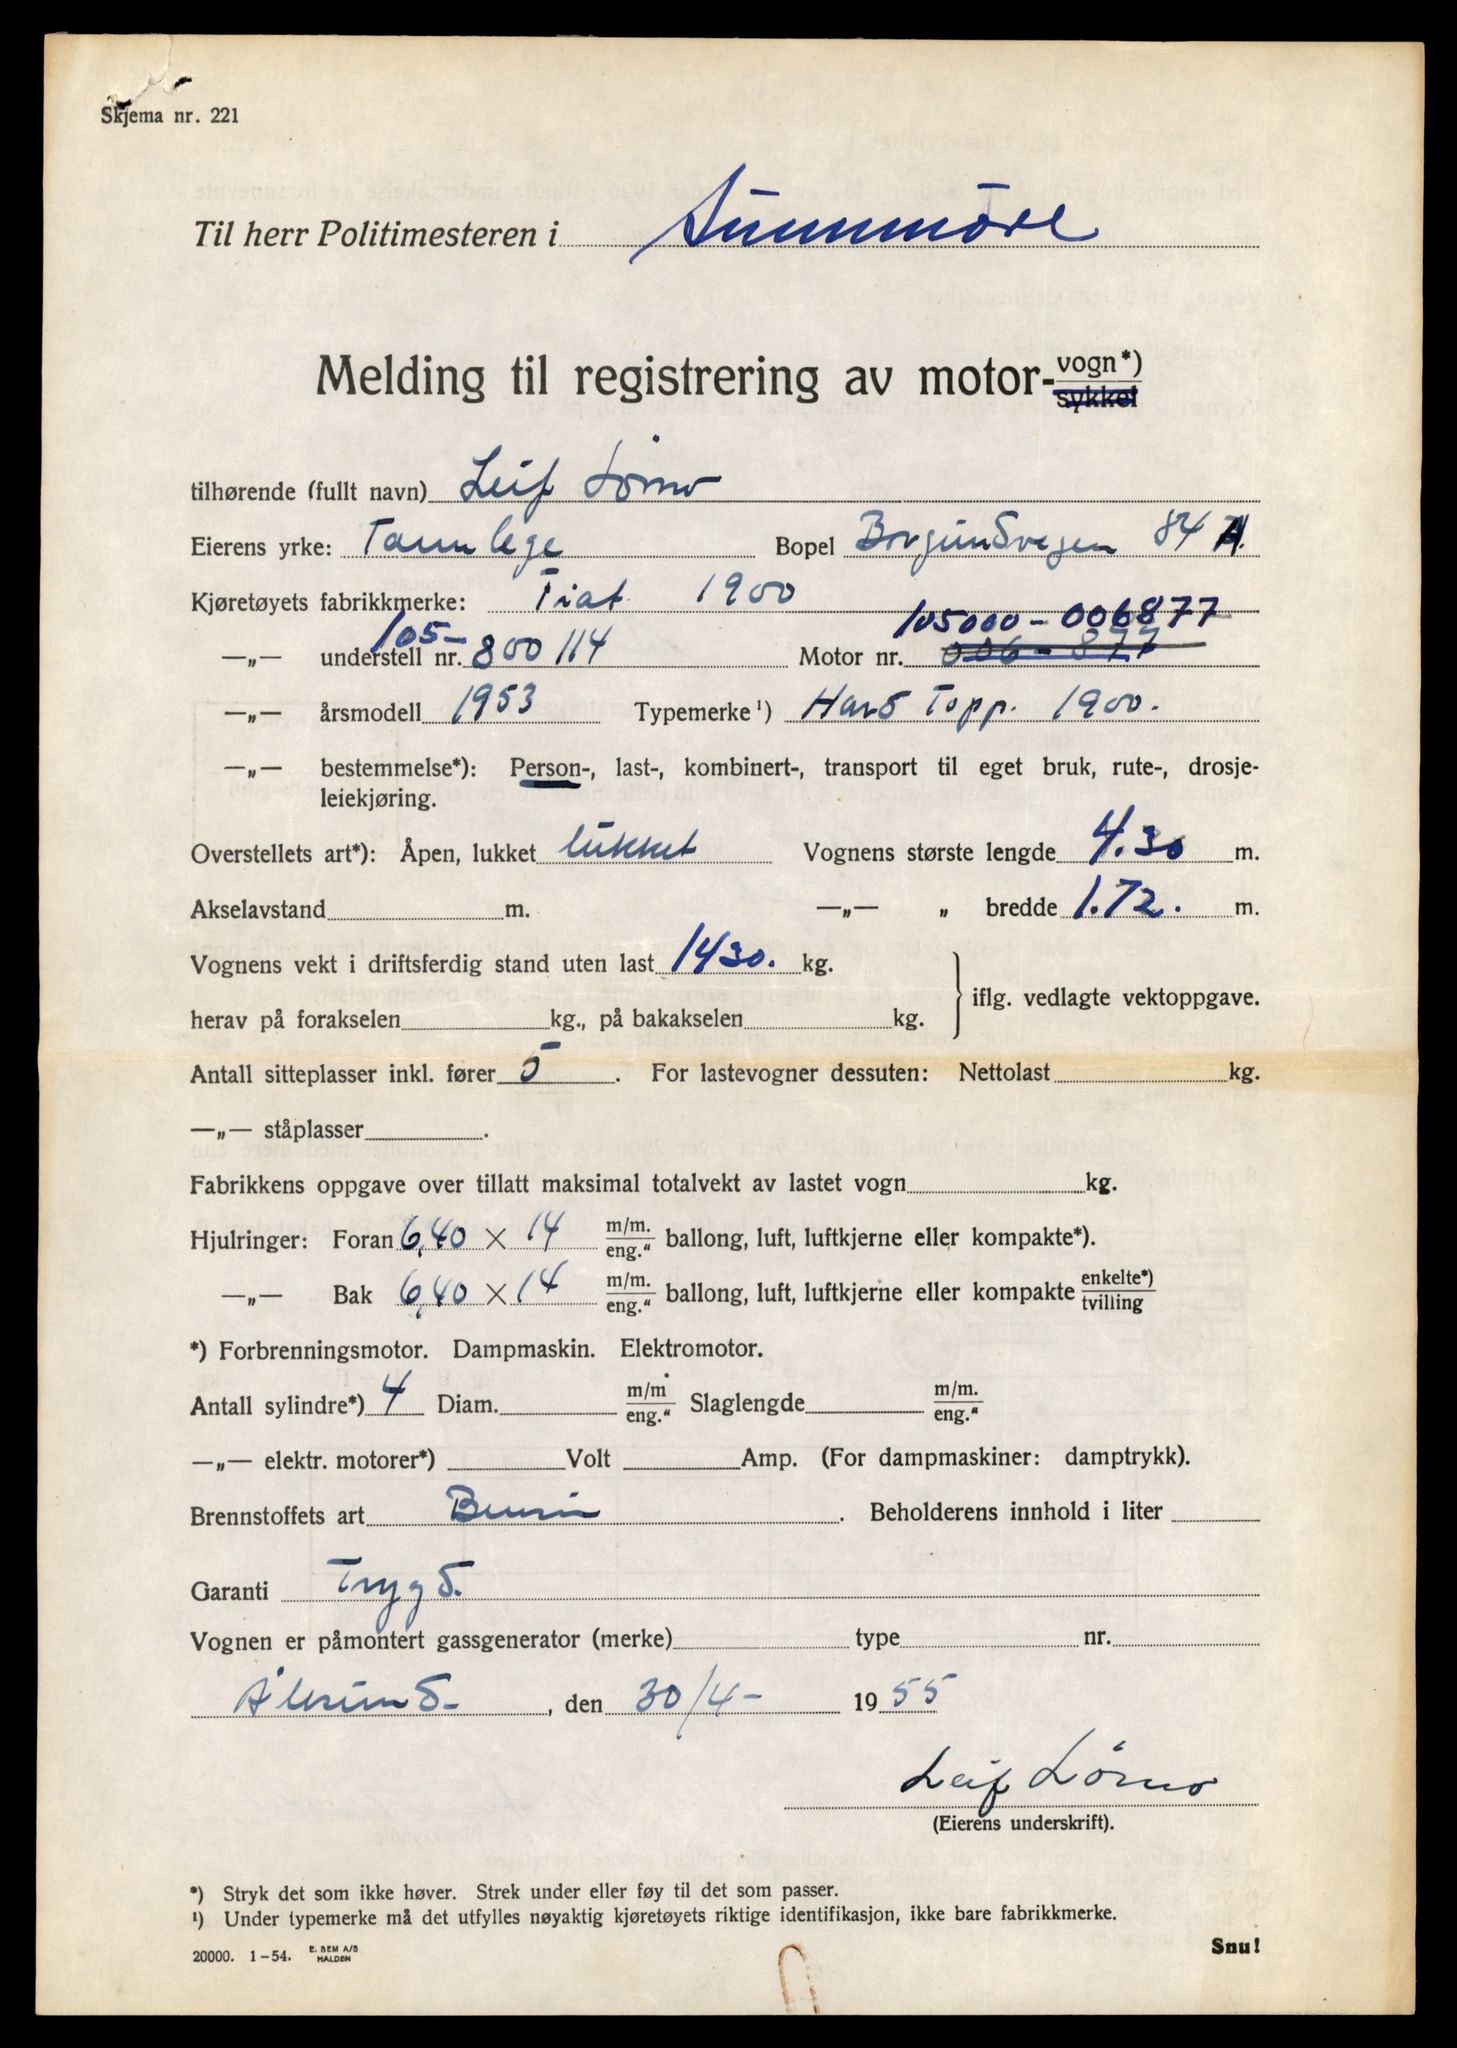 Skjema nr. 221
Til herr Politimesteren i Sunnmöre
Melding til registrering av motor-vogn*)
sykkel
tilhørende (fullt navn) Leif Lömo
Eierens yrke: Tannlege Bopel Borgundvegen 84
Kjøretøyets fabrikkmerke: Fiat 1900
105- 105000-006877
—„— understell nr. 800114 Motor nr. 006-877
—„— årsmodell 1953 Typemerke¹) Hard Topp. 1900.
—„— bestemmelse*): Person-, last-, kombinert-, transport til eget bruk, rute-, drosje-
leiekjøring.
Overstellets art*): Åpen, lukket lukket Vognens største lengde 4.30 m.
Akselavstand m. —„— „ bredde 1.72. m.
Vognens vekt i driftsferdig stand uten last 1430. kg.
iflg. vedlagte vektoppgave.
herav på forakselen kg., på bakakselen kg.
Antall sitteplasser inkl. fører 5. For lastevogner dessuten: Nettolast kg.
—„— ståplasser .
Fabrikkens oppgave over tillatt maksimal totalvekt av lastet vogn kg.
Hjulringer: Foran 6,40 × 14 m/m. eng.“ ballong, luft, luftkjerne eller kompakte*).
—„— Bak 6,40 × 14 m/m. eng.“ ballong, luft, luftkjerne eller kompakte enkelte*) tvilling
*) Forbrenningsmotor. Dampmaskin. Elektromotor.
Antall sylindre*) 4 Diam. m/m eng.“ Slaglengde m/m. eng.“
—„— elektr. motorer*) Volt Amp. (For dampmaskiner: damptrykk).
Brennstoffets art Bensin . Beholderens innhold i liter
Garanti Trygd.
Vognen er påmontert gassgenerator (merke) type nr.
Ålesund- , den 30/4- 1955
Leif Lömo
(Eierens underskrift).
*) Stryk det som ikke høver. Strek under eller føy til det som passer.
¹) Under typemerke må det utfylles nøyaktig kjøretøyets riktige identifikasjon, ikke bare fabrikkmerke.
20000. 1-54. E. SEM A/S HALDEN Snu!